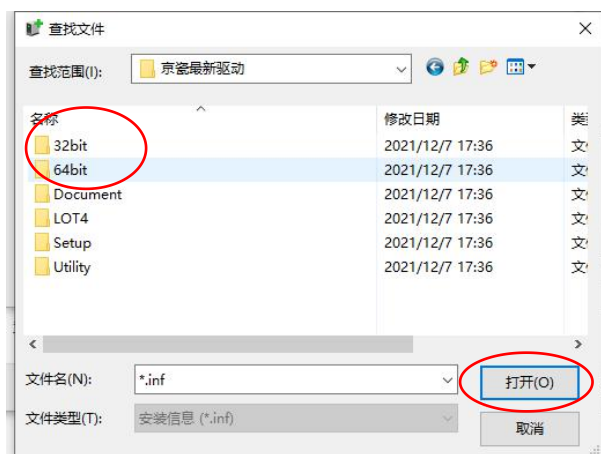 查找文件
查找范围(I): 京瓷最新驱动
名称 修改日期
32bit 2021/12/7 17:36
64bit 2021/12/7 17:36
Document 2021/12/7 17:36
LOT4 2021/12/7 17:36
Setup 2021/12/7 17:36
Utility 2021/12/7 17:36
文件名(N): *.inf 打开(O)
文件类型(T): 安装信息 (*.inf) 取消